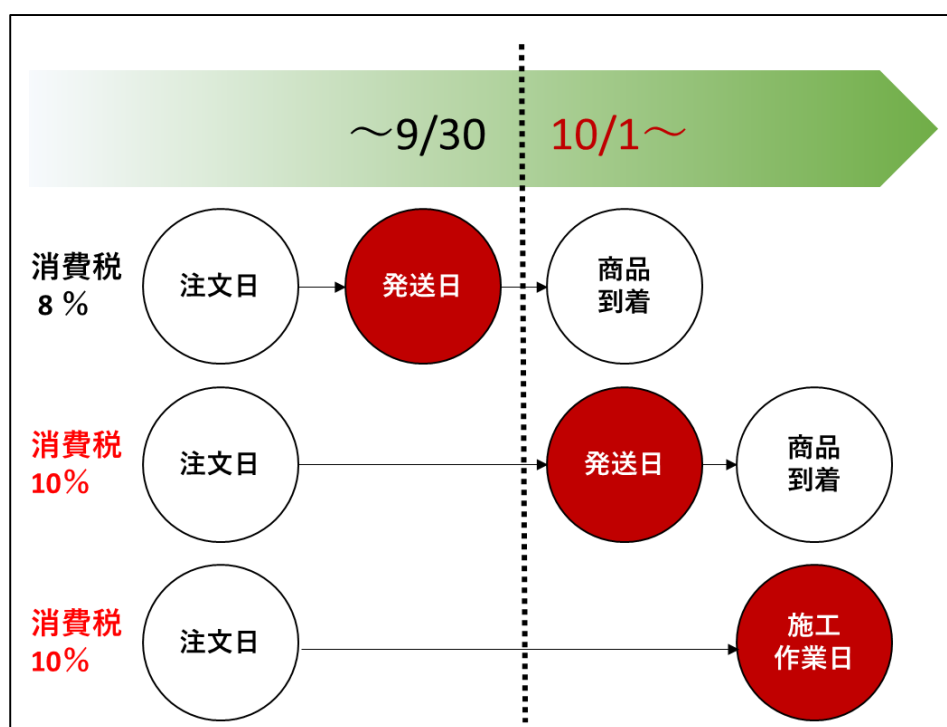 ～9/30
10/1～
消費税
8 %
注文日
発送日
商品
到着
消費税
10%
注文日
発送日
商品
到着
消費税
10%
注文日
施工
作業日